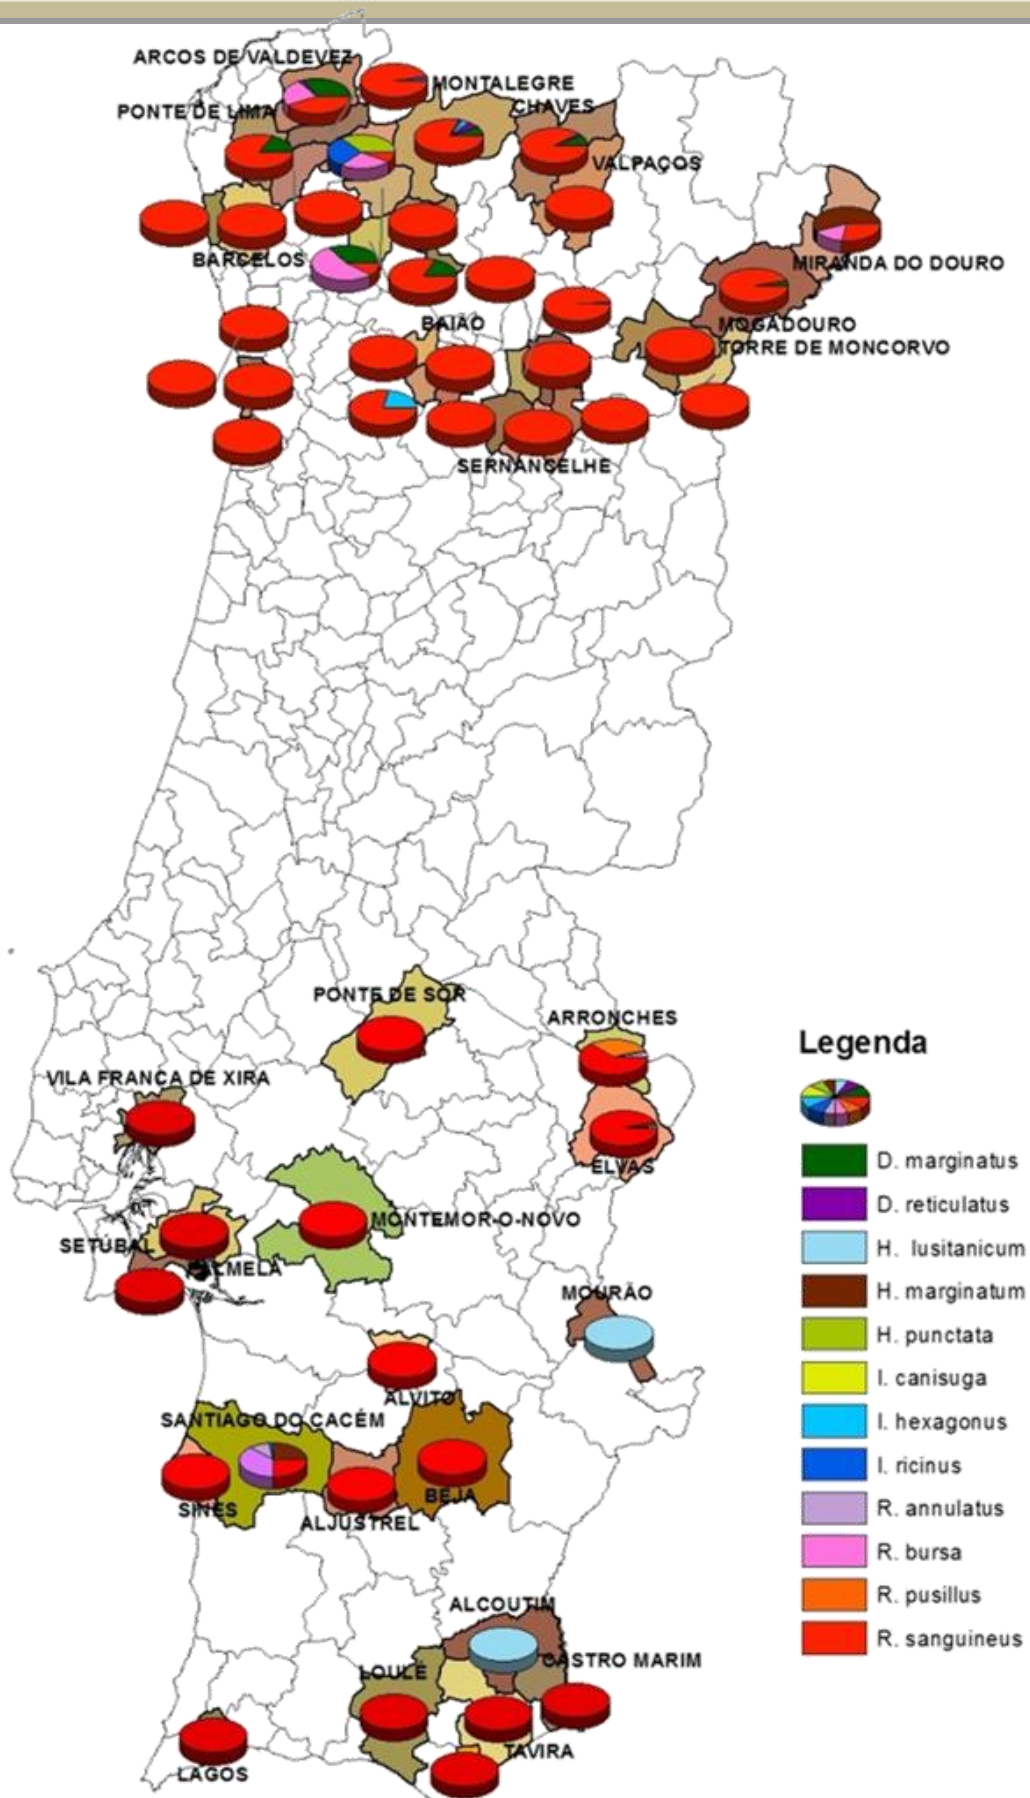 ARCOS DE VALDEVEZ
MONTALEGRE
CHAVES
PONTE DE LIMA
VALPAÇOS
BARCELOS
MIRANDA DO DOURO
BAIÃO
MOGADOURO
TORRE DE MONCORVO
SERNANCELHE
PONTE DE SOR
ARRONCHES
VILA FRANCA DE XIRA
ELVAS
MONTEMOR-O-NOVO
SETÚBAL
PALMELA
MOURÃO
ALVITO
SANTIAGO DO CACÉM
SINES
BEJA
ALJUSTREL
ALCOUTIM
CASTRO MARIM
LOULÉ
TAVIRA
LAGOS
Legenda
D. marginatus
D. reticulatus
H. lusitanicum
H. marginatum
H. punctata
I. canisuga
I. hexagonus
I. ricinus
R. annulatus
R. bursa
R. pusillus
R. sanguineus